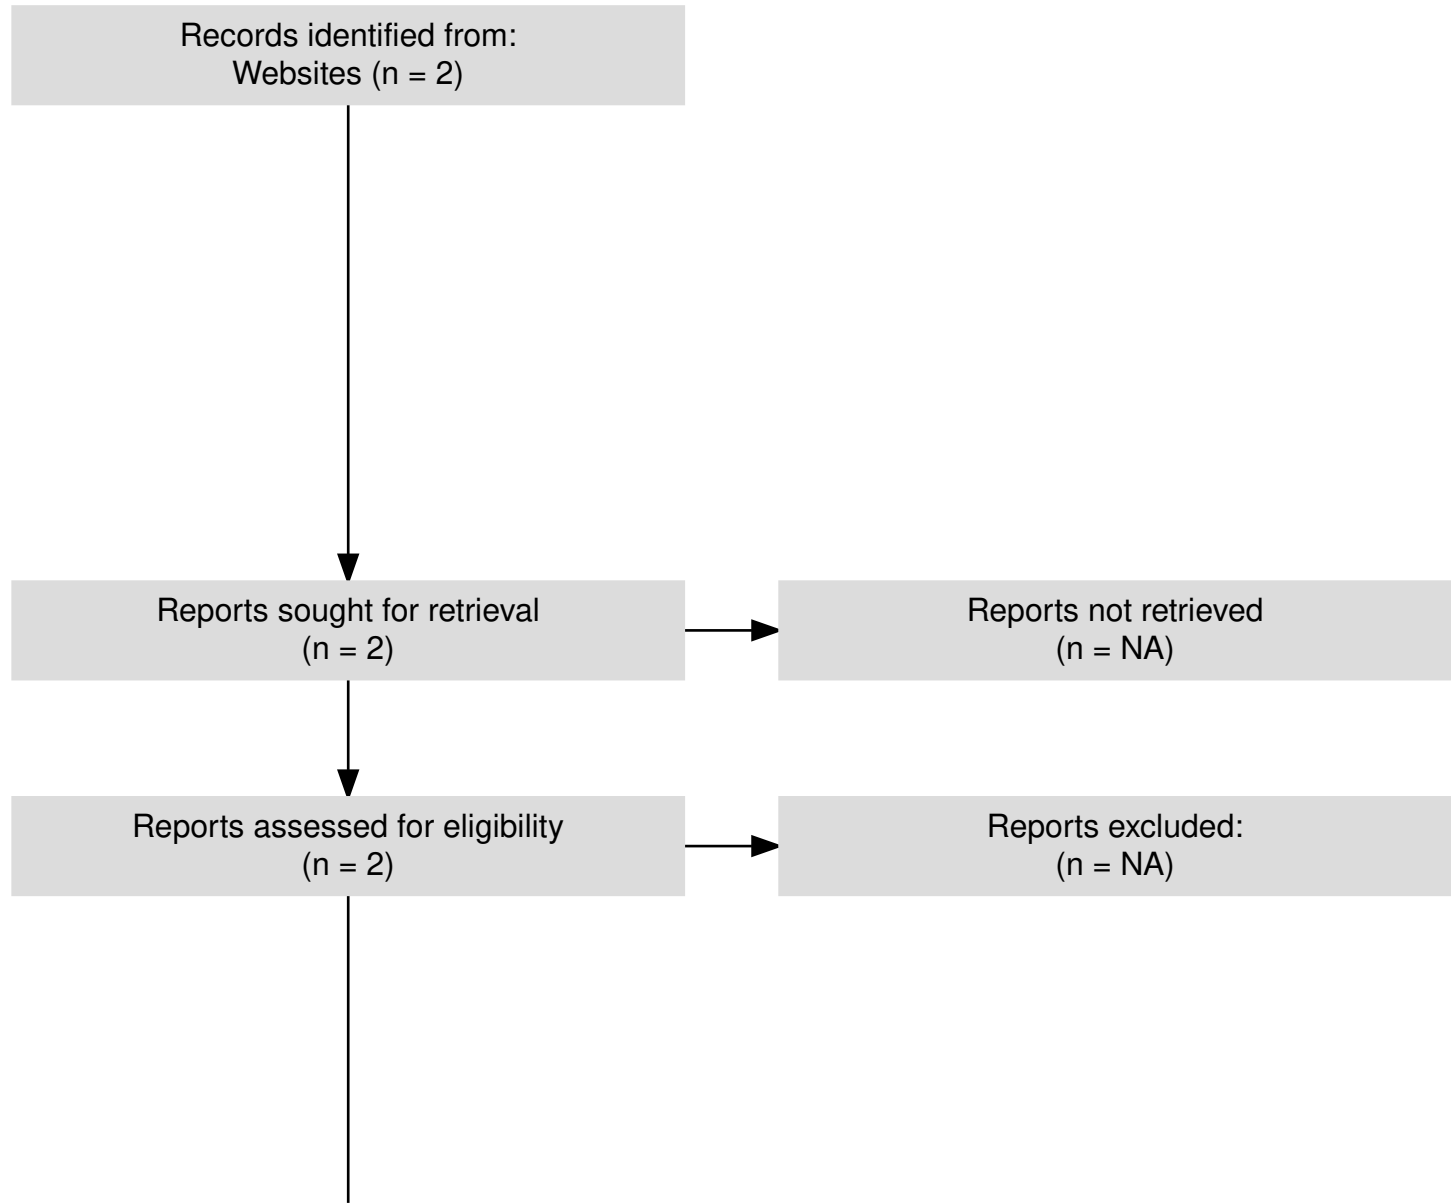 Records identified from:
Websites (n = 2)
Reports sought for retrieval
(n = 2)
Reports not retrieved
(n = NA)
Reports assessed for eligibility
(n = 2)
Reports excluded:
(n = NA)